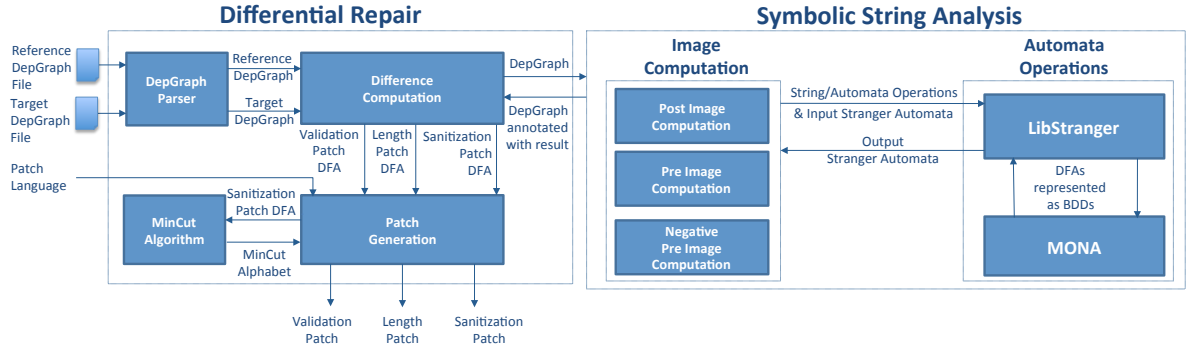 Differential Repair
Symbolic String Analysis
Reference
DepGraph
File
Target
DepGraph
File
Patch
Language
DepGraph
Parser
Reference
DepGraph
Target
DepGraph
Difference
Computation
DepGraph
DepGraph
annotated
with result
Validation
Patch
DFA
Length
Patch
DFA
Sanitization
Patch
DFA
MinCut
Algorithm
Sanitization
Patch DFA
MinCut
Alphabet
Patch
Generation
Validation
Patch
Length
Patch
Sanitization
Patch
Image
Computation
Post Image
Computation
Pre Image
Computation
Negative
Pre Image
Computation
String/Automata Operations
& Input Stranger Automata
Output
Stranger Automata
Automata
Operations
LibStranger
DFAs
represented
as BDDs
MONA